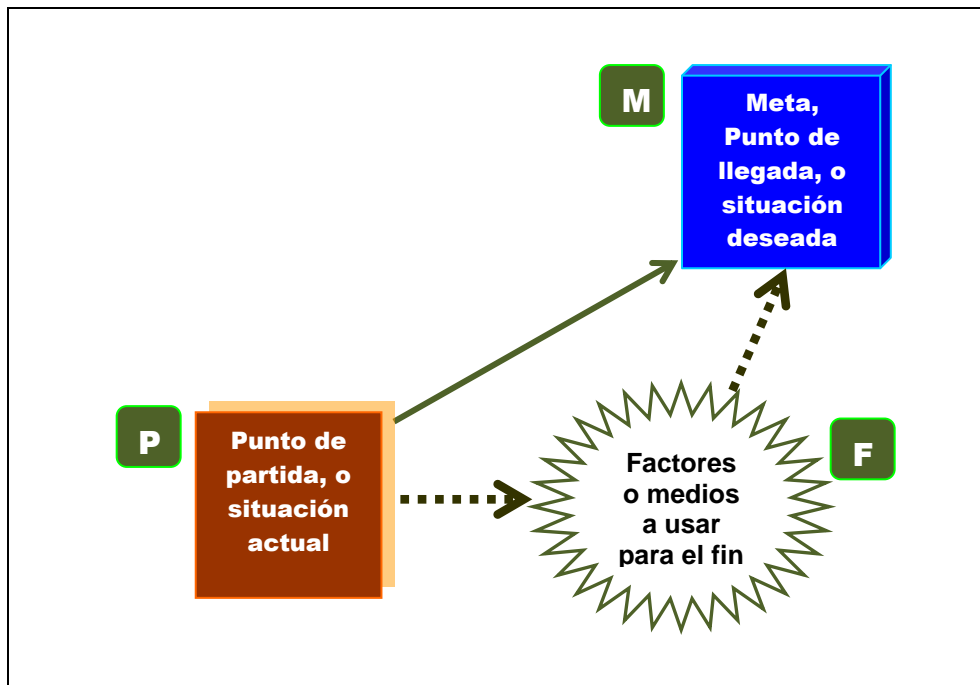 M
Meta,
Punto de
llegada, o
situación
deseada
P
Punto de
partida, o
situación
actual
F
Factores
o medios
a usar
para el fin